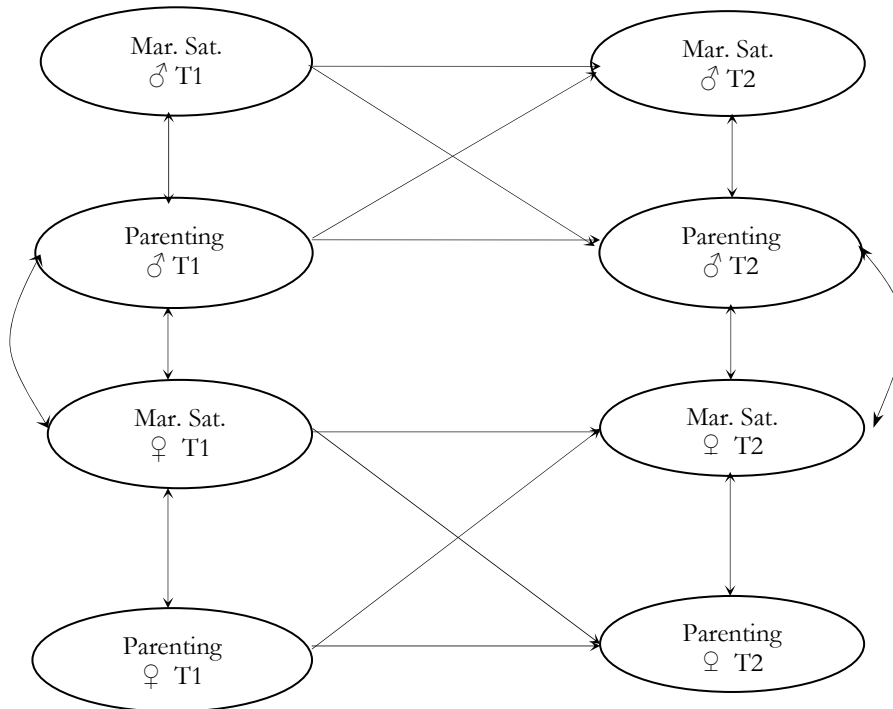 Mar. Sat.
♂ T1
Mar. Sat.
♂ T2
Parenting
♂ T1
Parenting
♂ T2
Mar. Sat.
♀ T1
Mar. Sat.
♀ T2
Parenting
♀ T1
Parenting
♀ T2